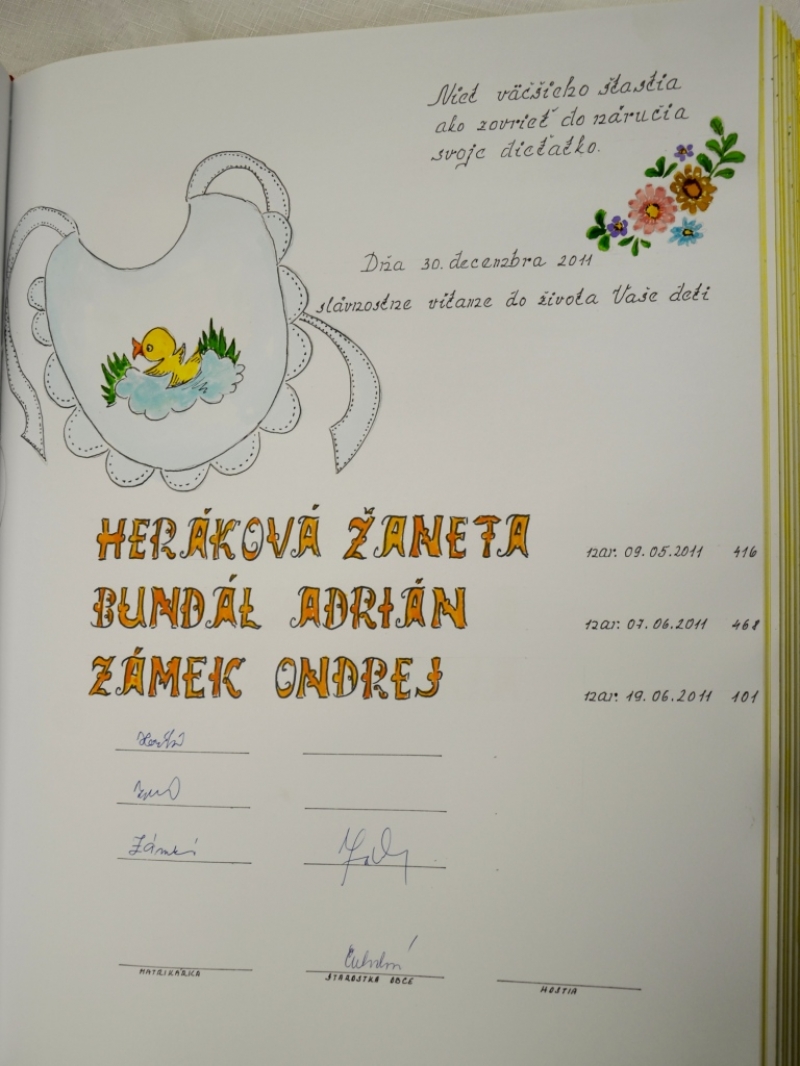 Niet väčšieho štastia
ako zovrieť do náručia
svoje dieťatko.
Dňa 30. decembra 2011
slávnostne vítame do života Vaše deti
HERÁKOVÁ ŽANETA nar. 09.05.2011 416
BUNDÁL ADRIÁN nar. 07.06.2011 468
ZÁMEK ONDREJ nar. 19.06.2011 101
MATRIKÁRKA
STAROSTKA OBCE
HOSTIA